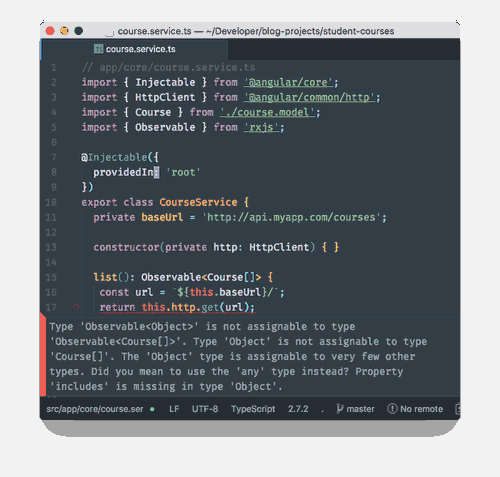 course.service.ts — ~/Developer/blog-projects/student-courses
course.service.ts
1 // app/core/course.service.ts
2 import { Injectable } from '@angular/core';
3 import { HttpClient } from '@angular/common/http';
4 import { Course } from './course.model';
5 import { Observable } from 'rxjs';
6
7 @Injectable({
8 providedIn: 'root'
9 })
10 export class CourseService {
11 private baseUrl = 'http://api.myapp.com/courses';
12
13 constructor(private http: HttpClient) { }
14
15 list(): Observable<Course[]> {
16 const url = `${this.baseUrl}/`;
17 return this.http.get(url);
Type 'Observable<Object>' is not assignable to type
'Observable<Course[]>'. Type 'Object' is not assignable to type
'Course[]'. The 'Object' type is assignable to very few other
types. Did you mean to use the 'any' type instead? Property
'includes' is missing in type 'Object'.
src/app/core/course.ser LF UTF-8 TypeScript 2.7.2 . master No remote